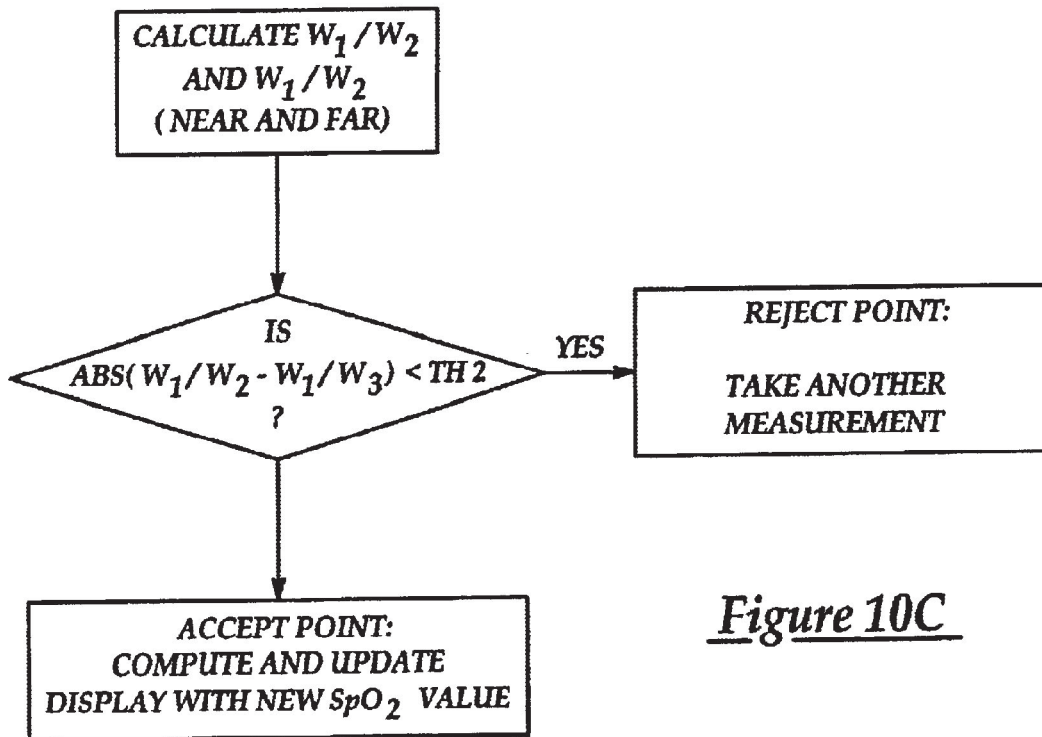 CALCULATE W1/W2
AND W1/W2
(NEAR AND FAR)
IS
ABS(W1/W2 - W1/W3) < TH 2
?
YES
REJECT POINT:
TAKE ANOTHER
MEASUREMENT
ACCEPT POINT:
COMPUTE AND UPDATE
DISPLAY WITH NEW SpO2 VALUE
Figure 10C